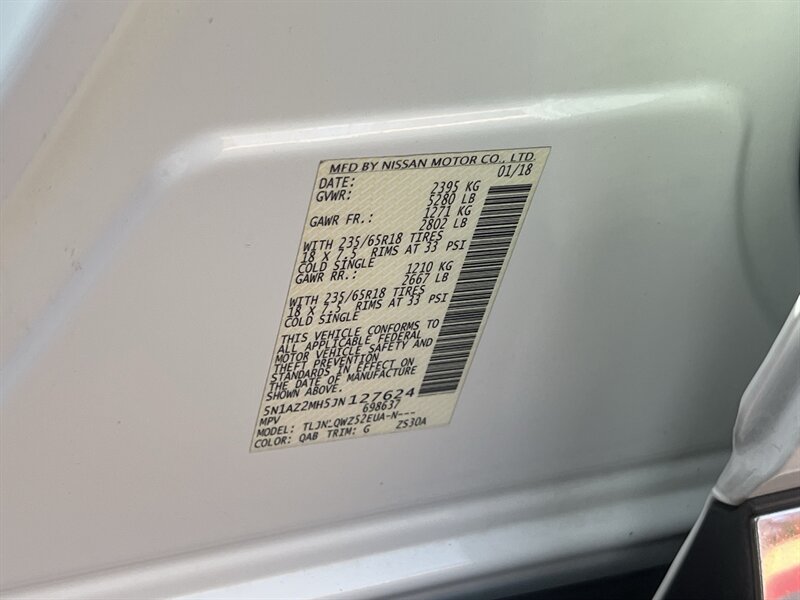 MFD BY NISSAN MOTOR CO., LTD.
DATE: 01/18
GVWR: 2395 KG
5280 LB
GAWR FR.: 1271 KG
2802 LB
WITH 235/65R18 TIRES
18 X 7.5 RIMS AT 33 PSI
COLD SINGLE
GAWR RR.: 1210 KG
2667 LB
WITH 235/65R18 TIRES
18 X 7.5 RIMS AT 33 PSI
COLD SINGLE
THIS VEHICLE CONFORMS TO
ALL APPLICABLE FEDERAL
MOTOR VEHICLE SAFETY AND
THEFT PREVENTION
STANDARDS IN EFFECT ON
THE DATE OF MANUFACTURE
SHOWN ABOVE.
5N1AZ2MH5JN127624
MPV 698637
MODEL: QWZ52EUA-N---
COLOR: QAB TRIM: G ZS30A